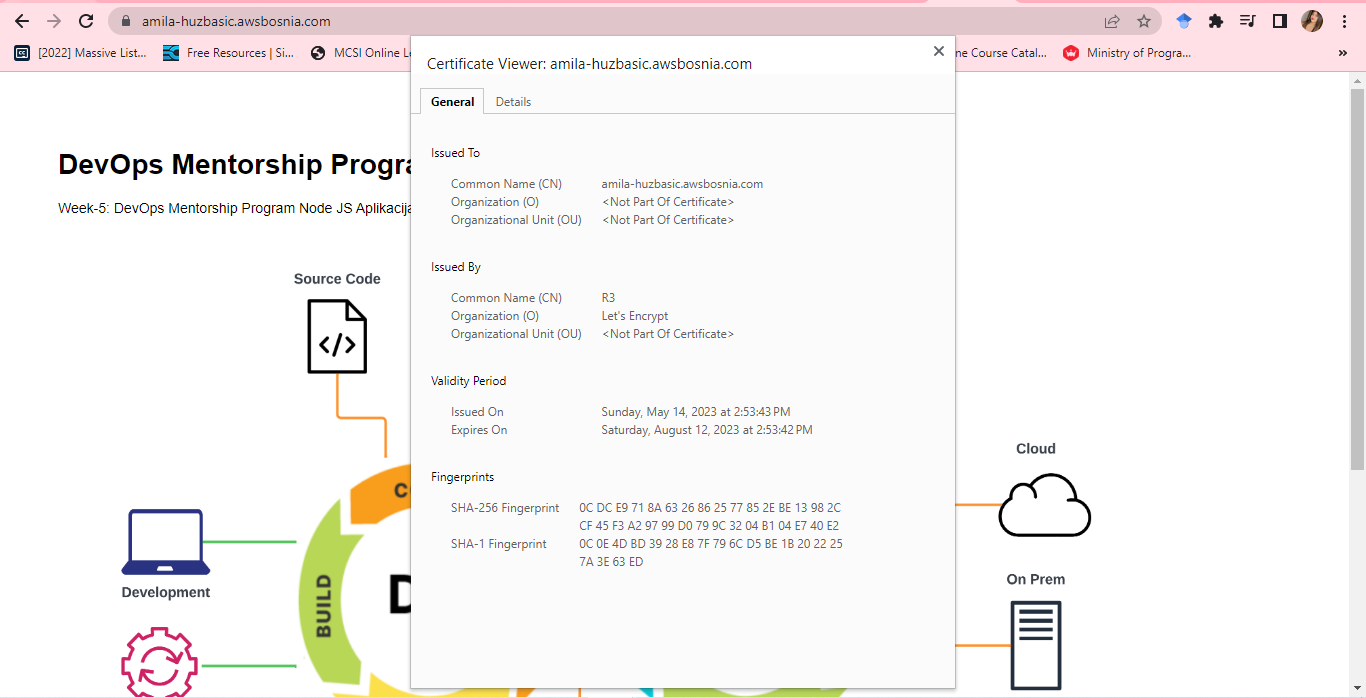 amila-huzbasic.awsbosnia.com
[2022] Massive List...
Free Resources | Si...
MCSI Online Le
ne Course Catal...
Ministry of Progra...
»
Certificate Viewer: amila-huzbasic.awsbosnia.com
General Details
DevOps Mentorship Progra
Week-5: DevOps Mentorship Program Node JS Aplikacija
Issued To
Common Name (CN) amila-huzbasic.awsbosnia.com
Organization (O) <Not Part Of Certificate>
Organizational Unit (OU) <Not Part Of Certificate>
Issued By
Common Name (CN) R3
Organization (O) Let's Encrypt
Organizational Unit (OU) <Not Part Of Certificate>
Validity Period
Issued On Sunday, May 14, 2023 at 2:53:43 PM
Expires On Saturday, August 12, 2023 at 2:53:42 PM
Fingerprints
SHA-256 Fingerprint 0C DC E9 71 8A 63 26 86 25 77 85 2E BE 13 98 2C
CF 45 F3 A2 97 99 D0 79 9C 32 04 B1 04 E7 40 E2
SHA-1 Fingerprint 0C 0E 4D BD 39 28 E8 7F 79 6C D5 BE 1B 20 22 25
7A 3E 63 ED
Source Code
</>
C
BUILD
D
Development
Cloud
On Prem